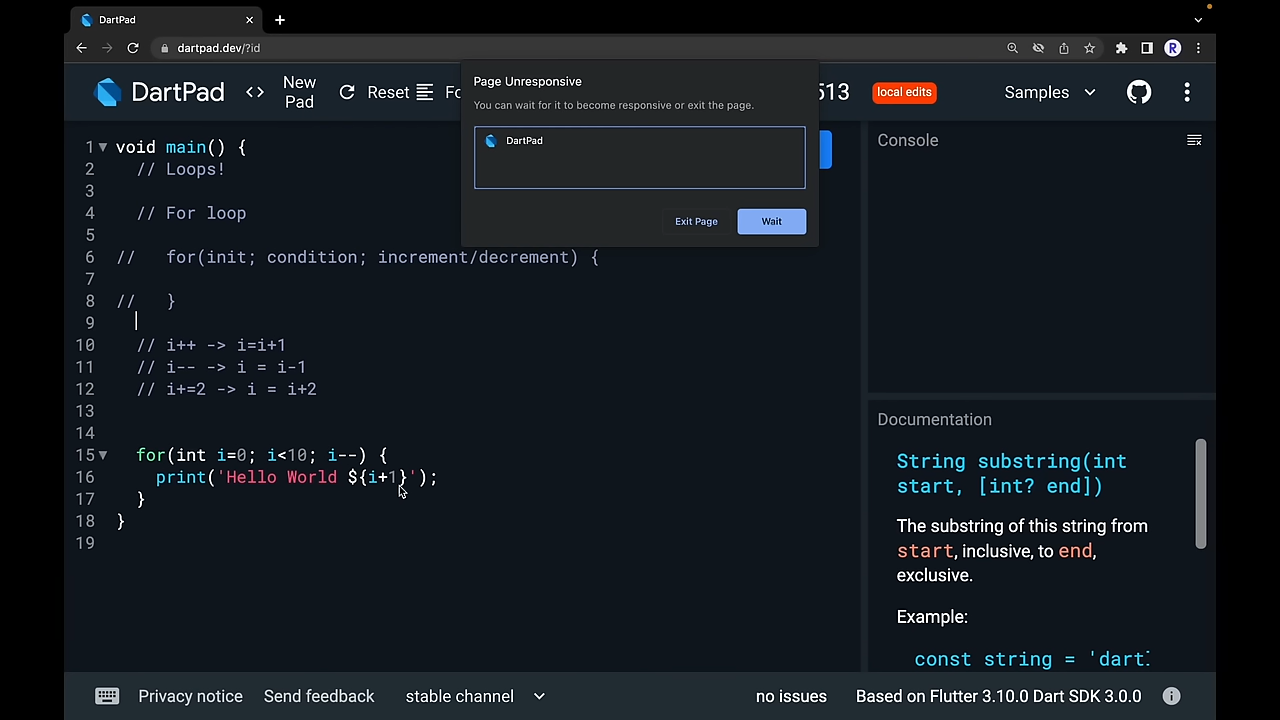 DartPad
dartpad.dev/?id
R
DartPad
New Pad
Reset
Fo
513
local edits
Samples
Page Unresponsive
You can wait for it to become responsive or exit the page.
DartPad
Exit Page
Wait
1 void main() {
2 // Loops!
3
4 // For loop
5
6 // for(init; condition; increment/decrement) {
7
8 // }
9
10 // i++ -> i=i+1
11 // i-- -> i = i-1
12 // i+=2 -> i = i+2
13
14
15 for(int i=0; i<10; i--) {
16 print('Hello World ${i+1}');
17 }
18 }
19
Console
Documentation
String substring(int
start, [int? end])
The substring of this string from
start, inclusive, to end,
exclusive.
Example:
const string = 'dart
Privacy notice
Send feedback
stable channel
no issues
Based on Flutter 3.10.0 Dart SDK 3.0.0